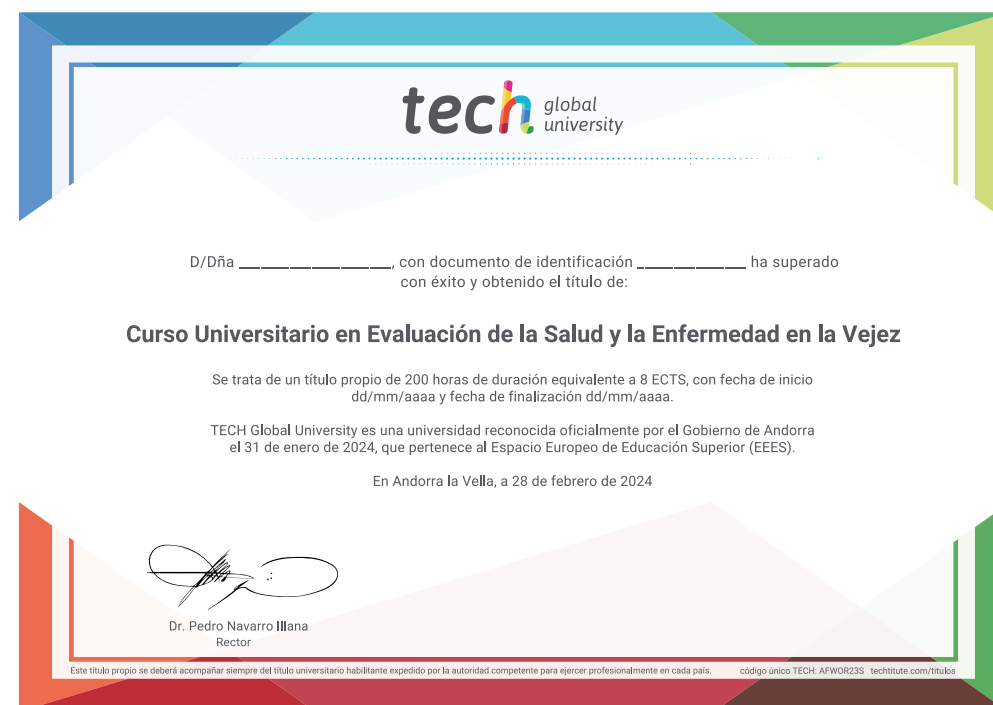 tech global
university
D/Dña ____________________, con documento de identificación ______________ ha superado
con éxito y obtenido el título de:
Curso Universitario en Evaluación de la Salud y la Enfermedad en la Vejez
Se trata de un título propio de 200 horas de duración equivalente a 8 ECTS, con fecha de inicio
dd/mm/aaaa y fecha de finalización dd/mm/aaaa.
TECH Global University es una universidad reconocida oficialmente por el Gobierno de Andorra
el 31 de enero de 2024, que pertenece al Espacio Europeo de Educación Superior (EEES).
En Andorra la Vella, a 28 de febrero de 2024
Dr. Pedro Navarro Illana
Rector
Este título propio se deberá acompañar siempre del título universitario habilitante expedido por la autoridad competente para ejercer profesionalmente en cada país. código único TECH: AFWOR23S techtitute.com/titulos